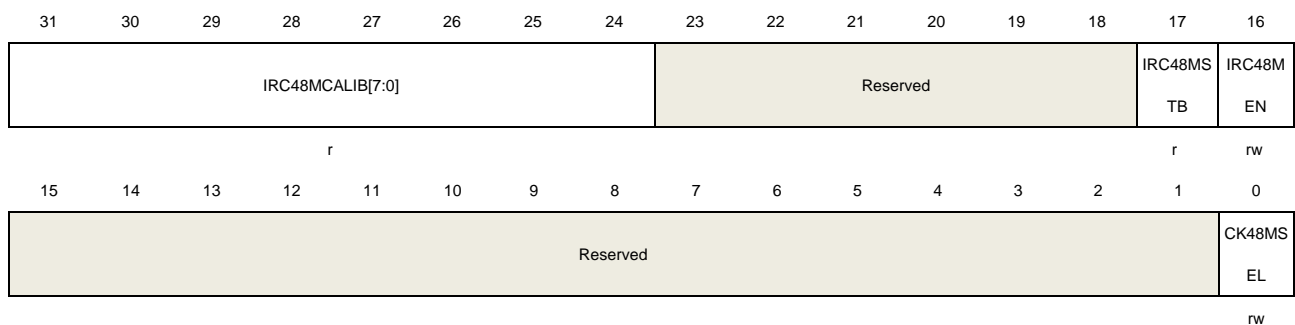 31 30 29 28 27 26 25 24 23 22 21 20 19 18 17 16
IRC48MCALIB[7:0] Reserved IRC48MS IRC48M
TB EN
r r rw
15 14 13 12 11 10 9 8 7 6 5 4 3 2 1 0
Reserved CK48MS
EL
rw